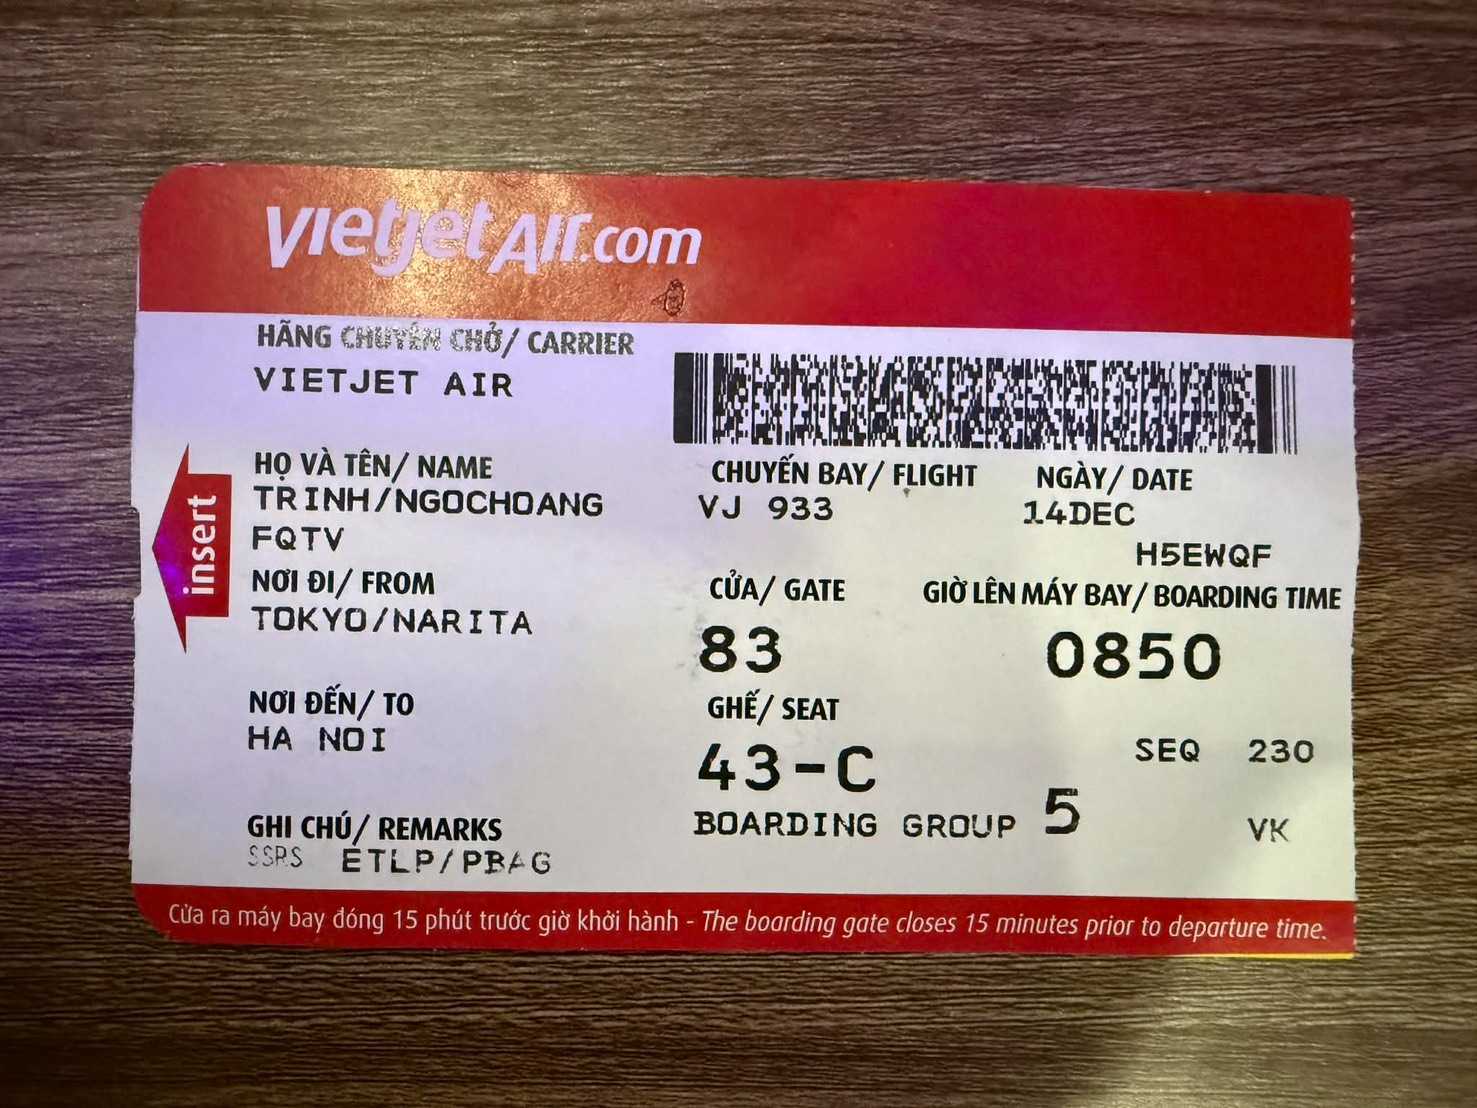 vietjetAir.com
HÃNG CHUYÊN CHỞ/ CARRIER
VIETJET AIR
HỌ VÀ TÊN/ NAME
TRINH/NGOCHOANG
FQTV
NƠI ĐI/ FROM
TOKYO/NARITA
NƠI ĐẾN/ TO
HA NOI
GHI CHÚ/ REMARKS
SSRS ETLP/PBAG
insert
CHUYẾN BAY/ FLIGHT
VJ 933
NGÀY/ DATE
14DEC
H5EWQF
CỬA/ GATE
83
GIỜ LÊN MÁY BAY/ BOARDING TIME
0850
GHẾ/ SEAT
43-C
SEQ 230
BOARDING GROUP 5
VK
Cửa ra máy bay đóng 15 phút trước giờ khởi hành - The boarding gate closes 15 minutes prior to departure time.